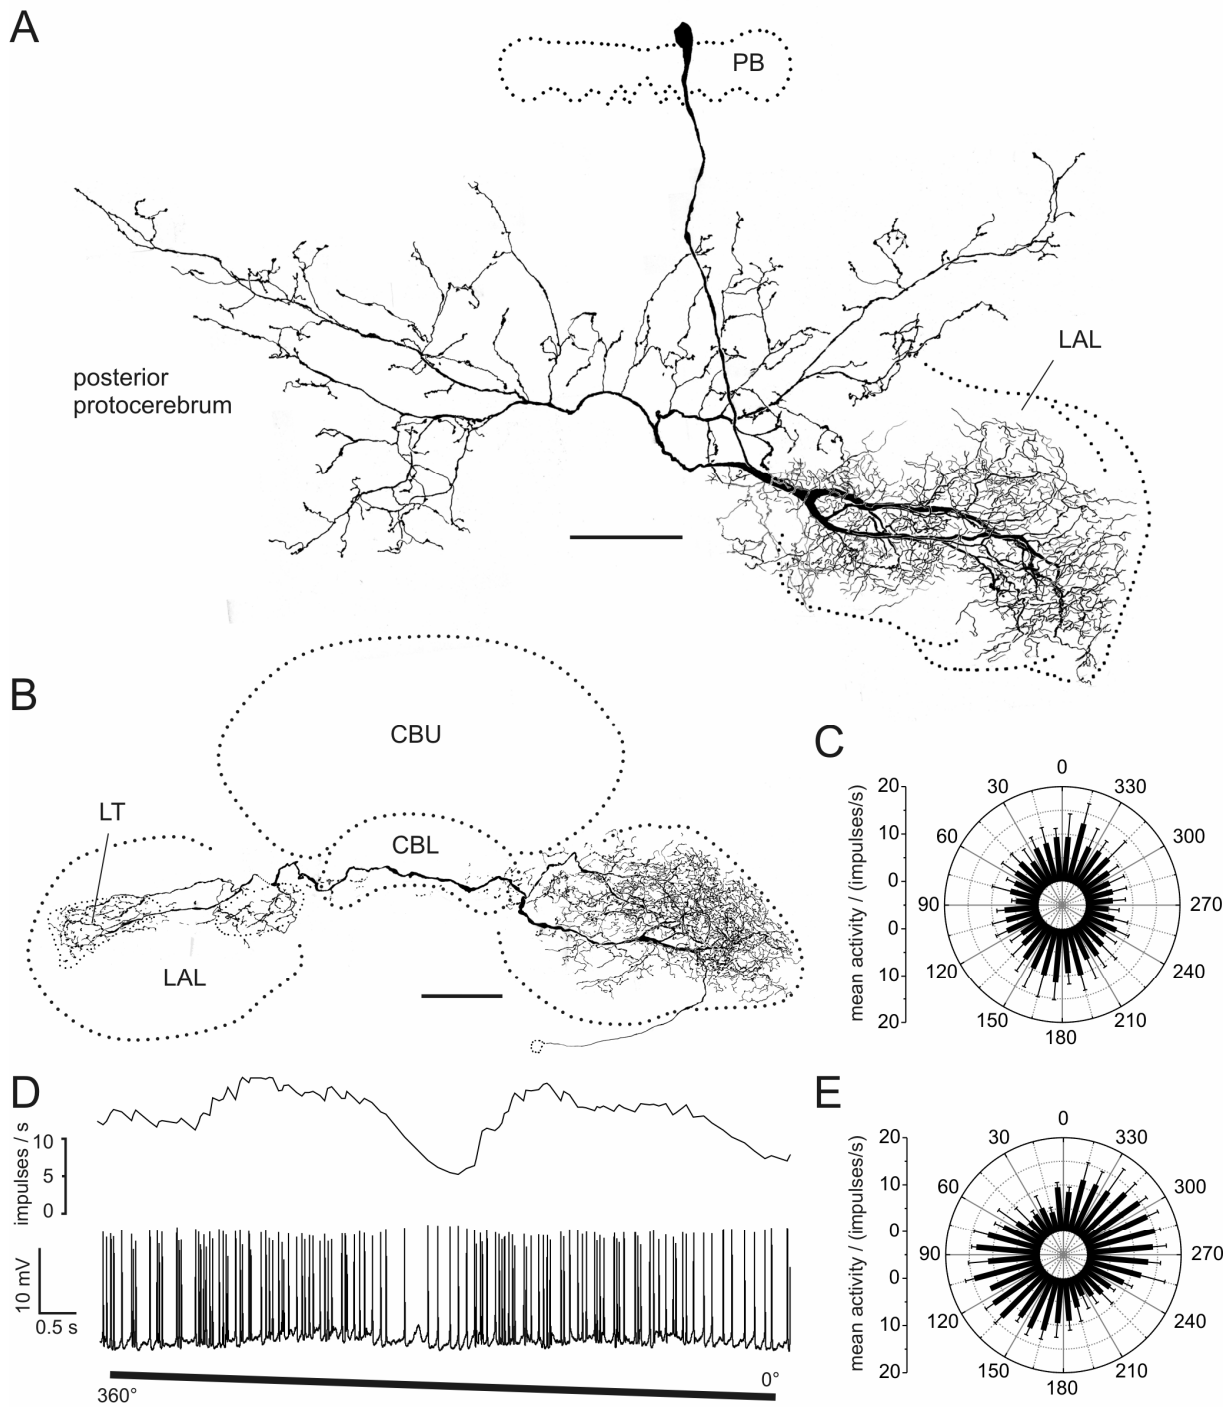 A
PB
LAL
posterior
protocerebrum
B
CBU
LT
CBL
LAL
C
mean activity / (impulses/s)
20
10
0
0
10
20
0
30
330
60
300
90
270
120
240
150
210
180
D
impulses / s
10
5
0
10 mV
0.5 s
360°
0°
E
mean activity / (impulses/s)
20
10
0
0
10
20
0
30
330
60
300
90
270
120
240
150
210
180